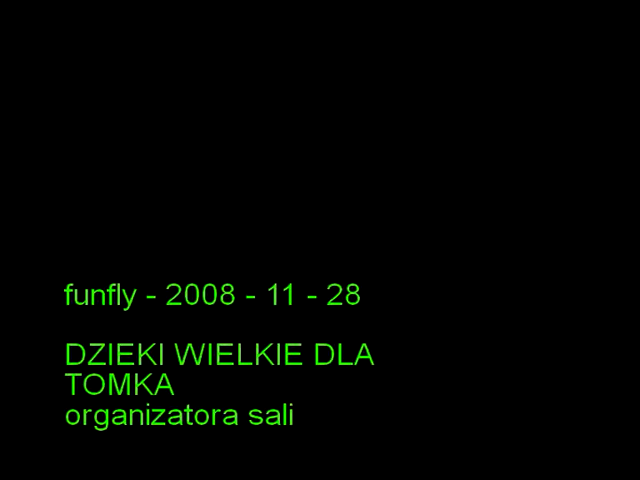 funfly - 2008 - 11 - 28
DZIEKI WIELKIE DLA
TOMKA
organizatora sali